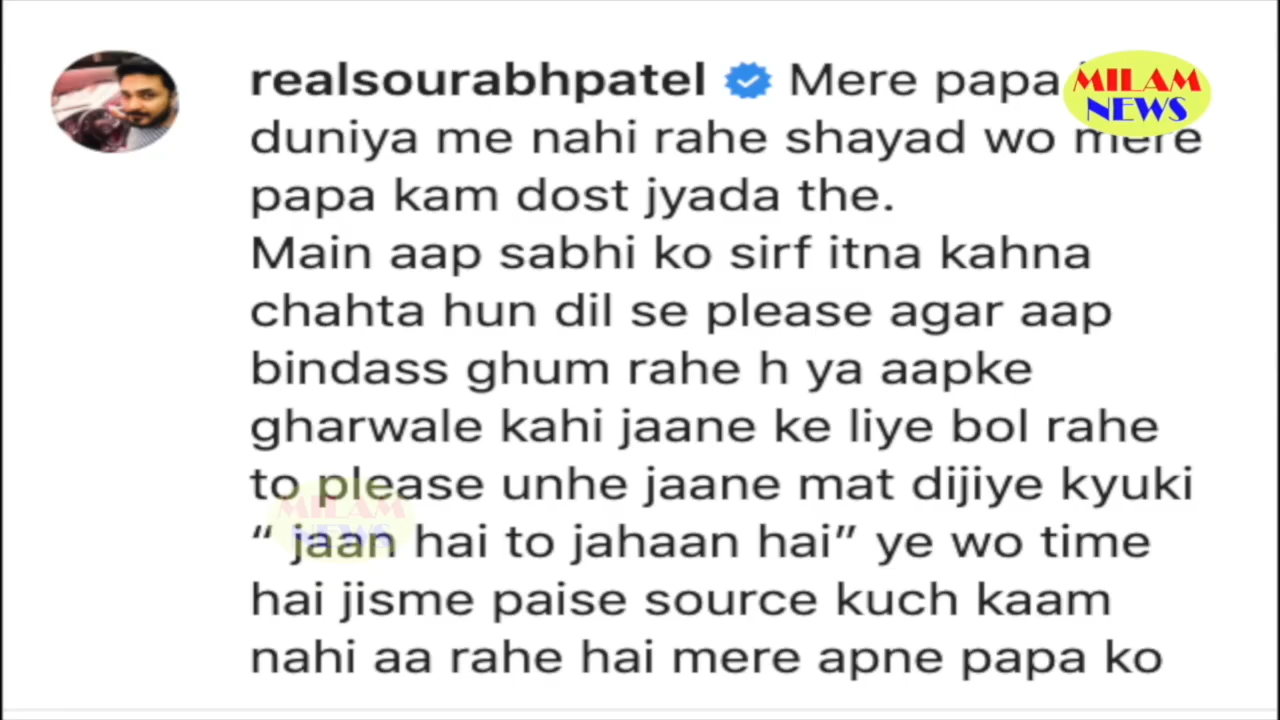 realsourabhpatel Mere papa
duniya me nahi rahe shayad wo mere
papa kam dost jyada the.
Main aap sabhi ko sirf itna kahna
chahta hun dil se please agar aap
bindass ghum rahe h ya aapke
gharwale kahi jaane ke liye bol rahe
to please unhe jaane mat dijiye kyuki
“ jaan hai to jahaan hai” ye wo time
hai jisme paise source kuch kaam
nahi aa rahe hai mere apne papa ko
MILAM
NEWS
MILAM
NEWS